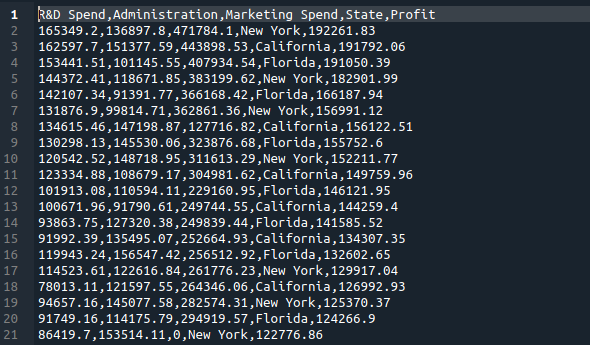 1 R&D Spend,Administration,Marketing Spend,State,Profit
2 165349.2,136897.8,471784.1,New York,192261.83
3 162597.7,151377.59,443898.53,California,191792.06
4 153441.51,101145.55,407934.54,Florida,191050.39
5 144372.41,118671.85,383199.62,New York,182901.99
6 142107.34,91391.77,366168.42,Florida,166187.94
7 131876.9,99814.71,362861.36,New York,156991.12
8 134615.46,147198.87,127716.82,California,156122.51
9 130298.13,145530.06,323876.68,Florida,155752.6
10 120542.52,148718.95,311613.29,New York,152211.77
11 123334.88,108679.17,304981.62,California,149759.96
12 101913.08,110594.11,229160.95,Florida,146121.95
13 100671.96,91790.61,249744.55,California,144259.4
14 93863.75,127320.38,249839.44,Florida,141585.52
15 91992.39,135495.07,252664.93,California,134307.35
16 119943.24,156547.42,256512.92,Florida,132602.65
17 114523.61,122616.84,261776.23,New York,129917.04
18 78013.11,121597.55,264346.06,California,126992.93
19 94657.16,145077.58,282574.31,New York,125370.37
20 91749.16,114175.79,294919.57,Florida,124266.9
21 86419.7,153514.11,0,New York,122776.86